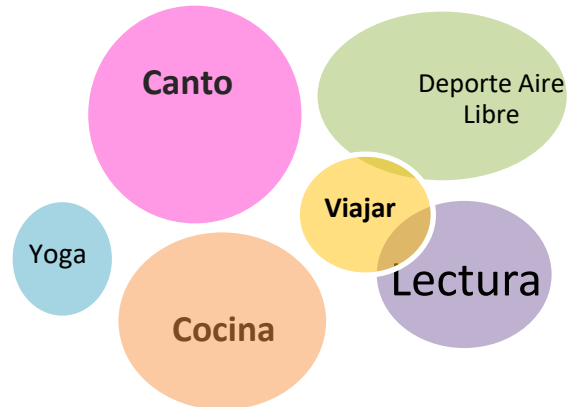 Canto
Deporte Aire
Libre
Viajar
Yoga
Lectura
Cocina